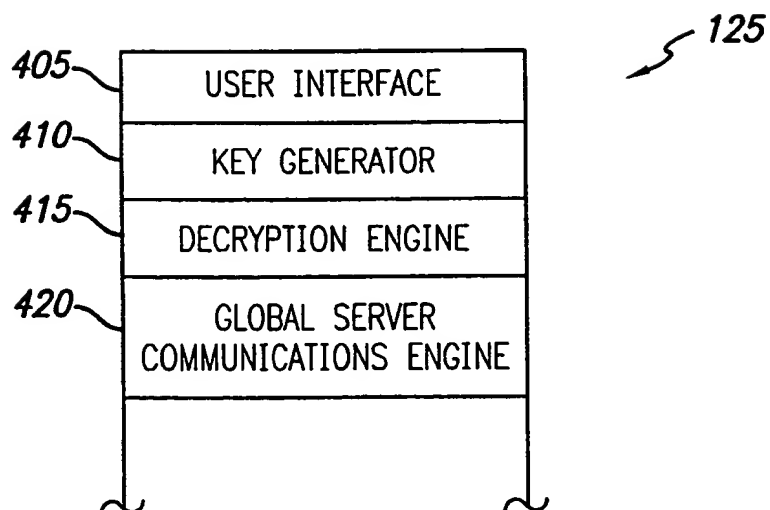 125
405 USER INTERFACE
410 KEY GENERATOR
415 DECRYPTION ENGINE
420 GLOBAL SERVER
COMMUNICATIONS ENGINE